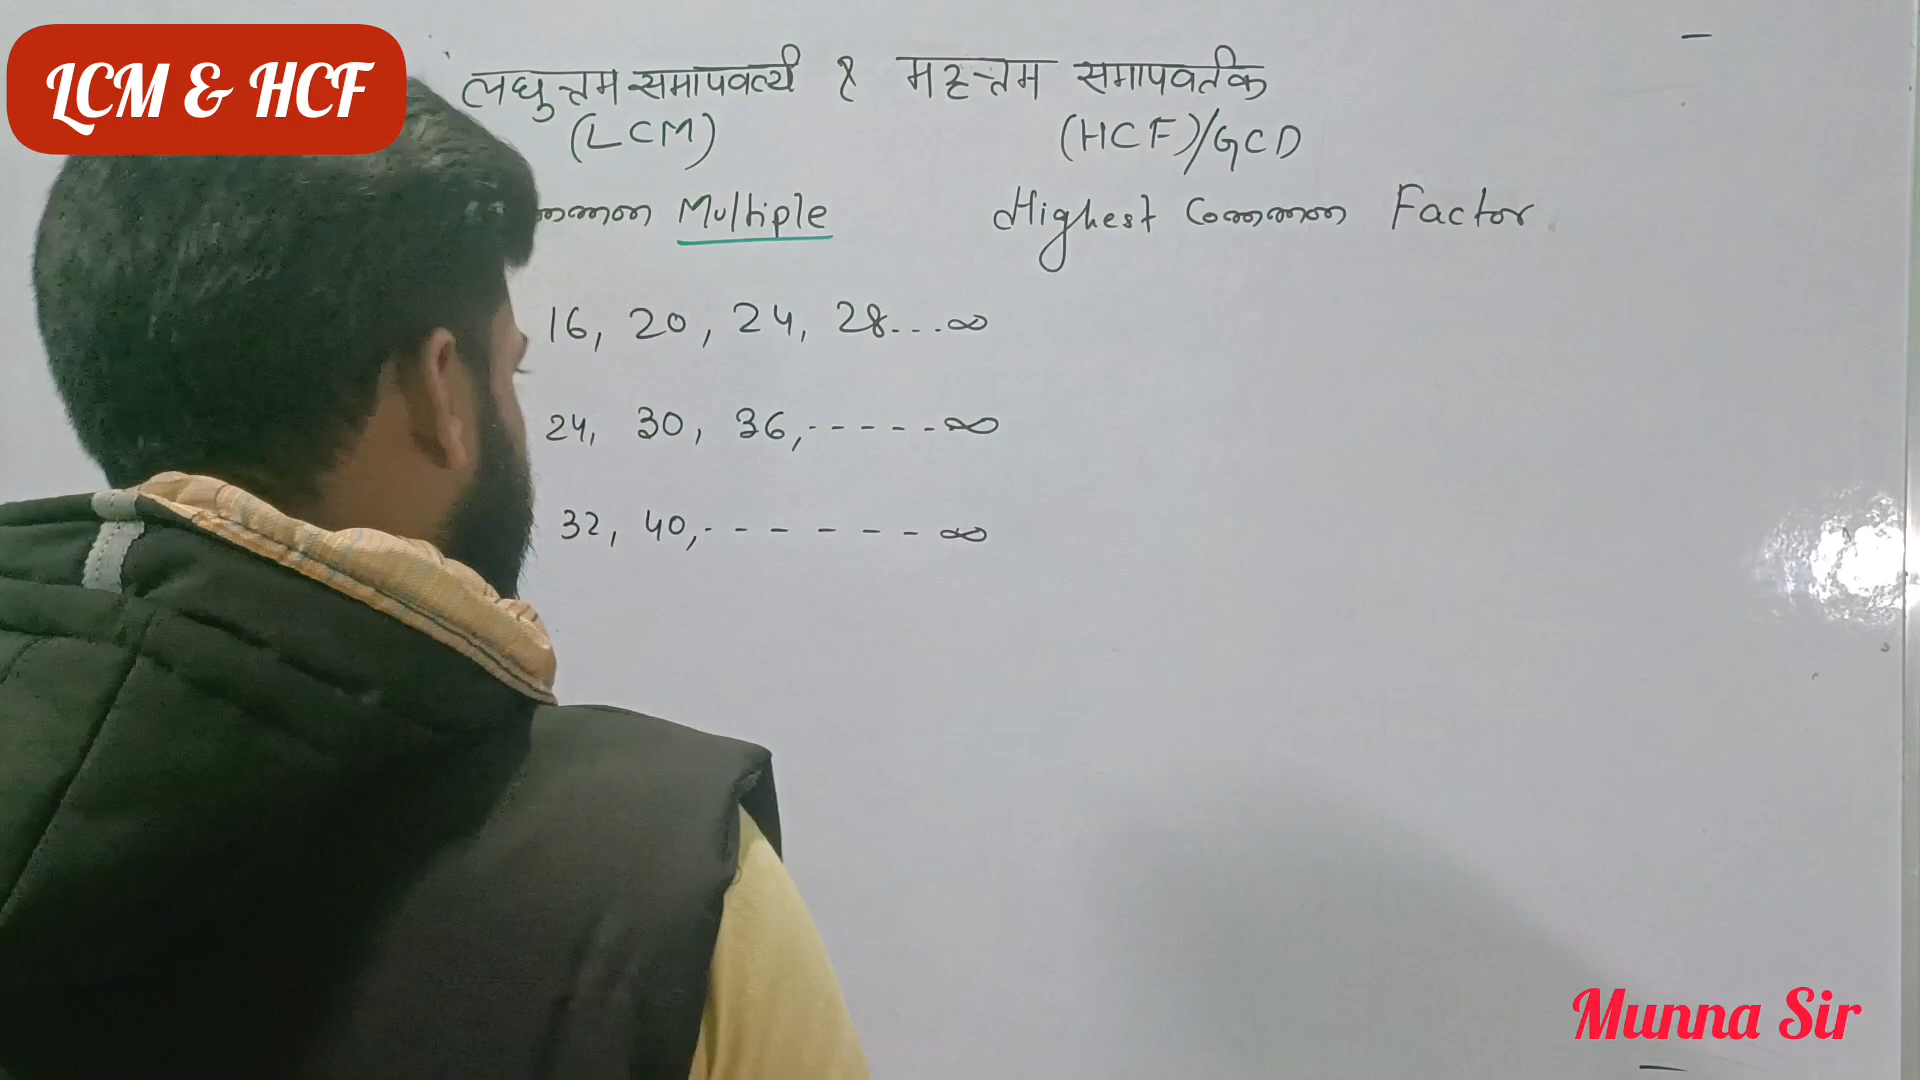 LCM & HCF
लघुत्तम समापवर्त्य १ महत्तम समापवर्तक
(LCM) (HCF)/GCD
Multiple Highest Common Factor
16, 20, 24, 28...∞
24, 30, 36,-----∞
32, 40,------∞
Munna Sir